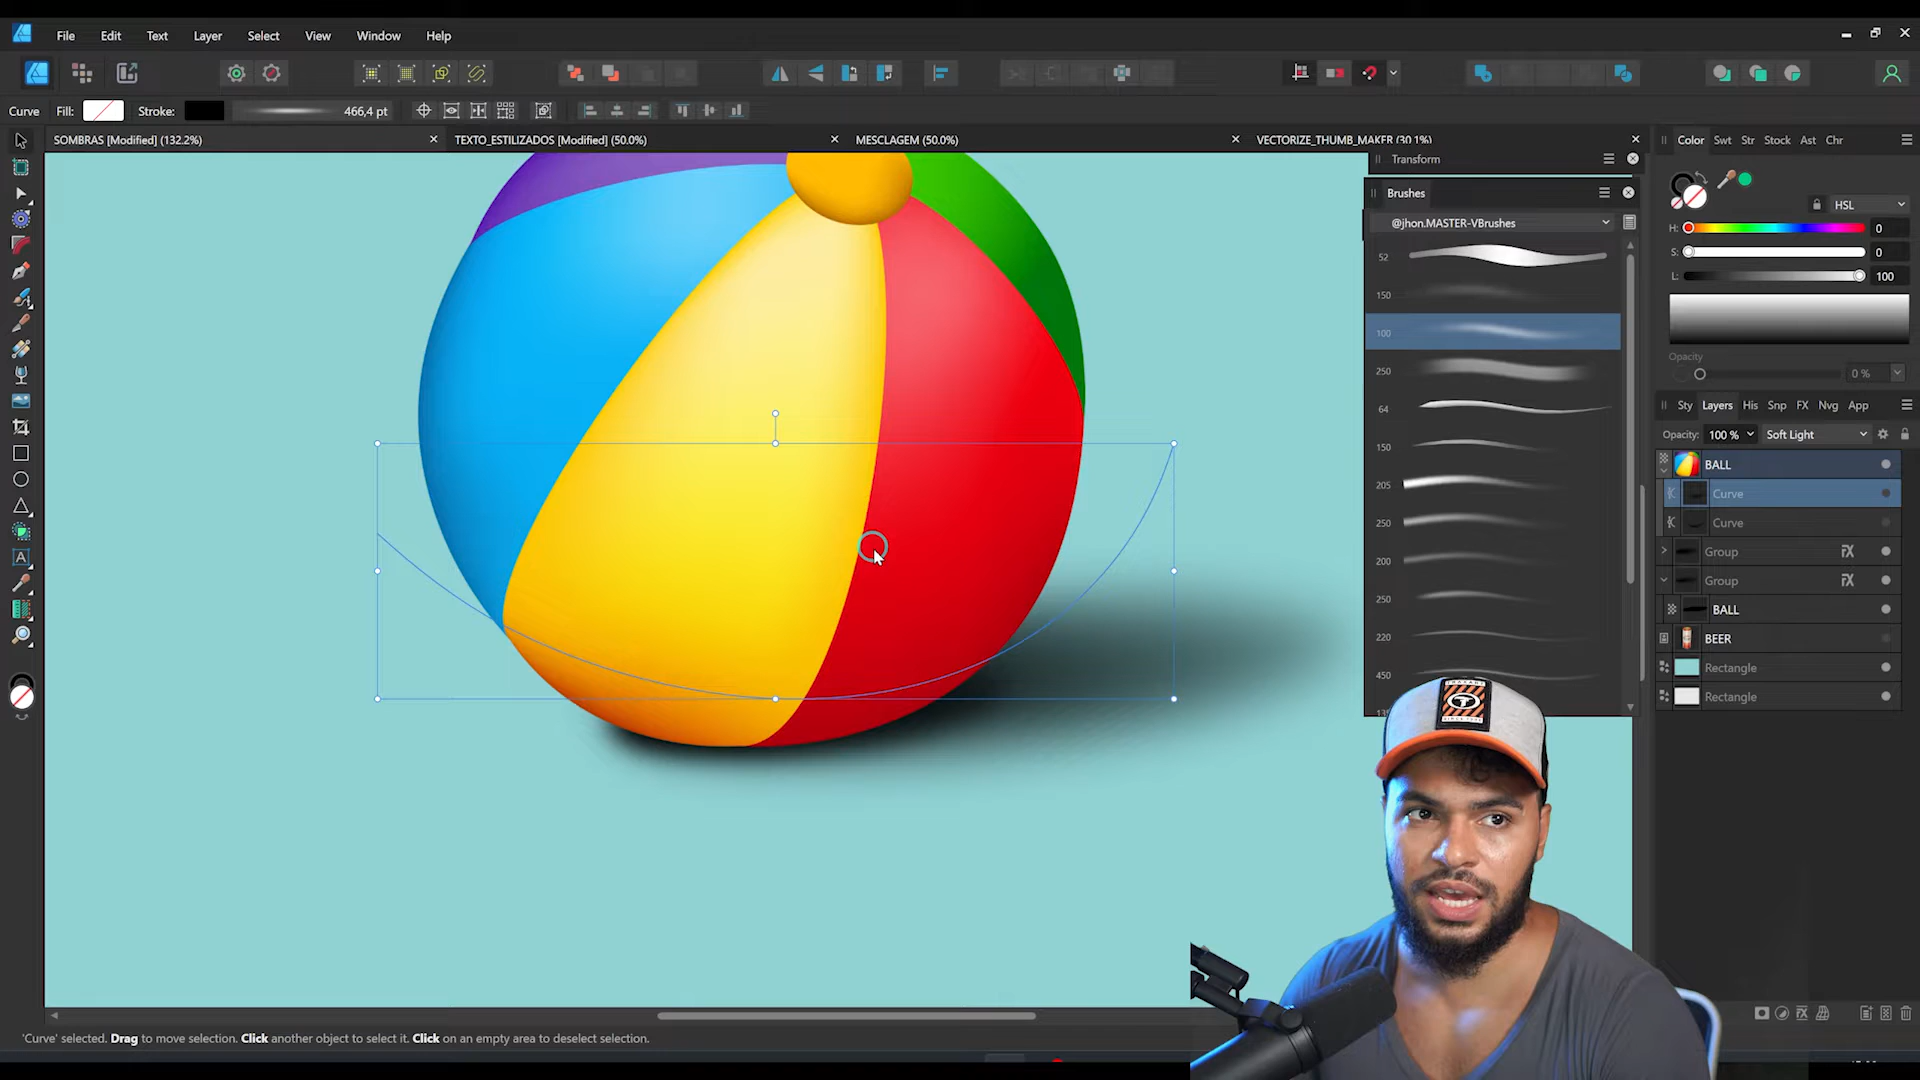 File Edit Text Layer Select View Window Help
Curve Fill: Stroke: 466,4 pt
SOMBRAS [Modified] (132.2%) TEXTO_ESTILIZADOS [Modified] (50.0%) MESCLAGEM (50.0%) VECTORIZE_THUMB_MAKER (30.1%)
Transform
Brushes
@jhon.MASTER-VBrushes
52
150
100
250
64
150
205
250
200
250
220
450
Color Swt Str Stock Ast Chr
HSL
H: 0
S: 0
L: 100
Opacity
0 %
Sty Layers His Snp FX Nvg App
Opacity: 100 % Soft Light
BALL
Curve
Curve
Group
Group
BALL
BEER
Rectangle
Rectangle
'Curve' selected. Drag to move selection. Click another object to select it. Click on an empty area to deselect selection.